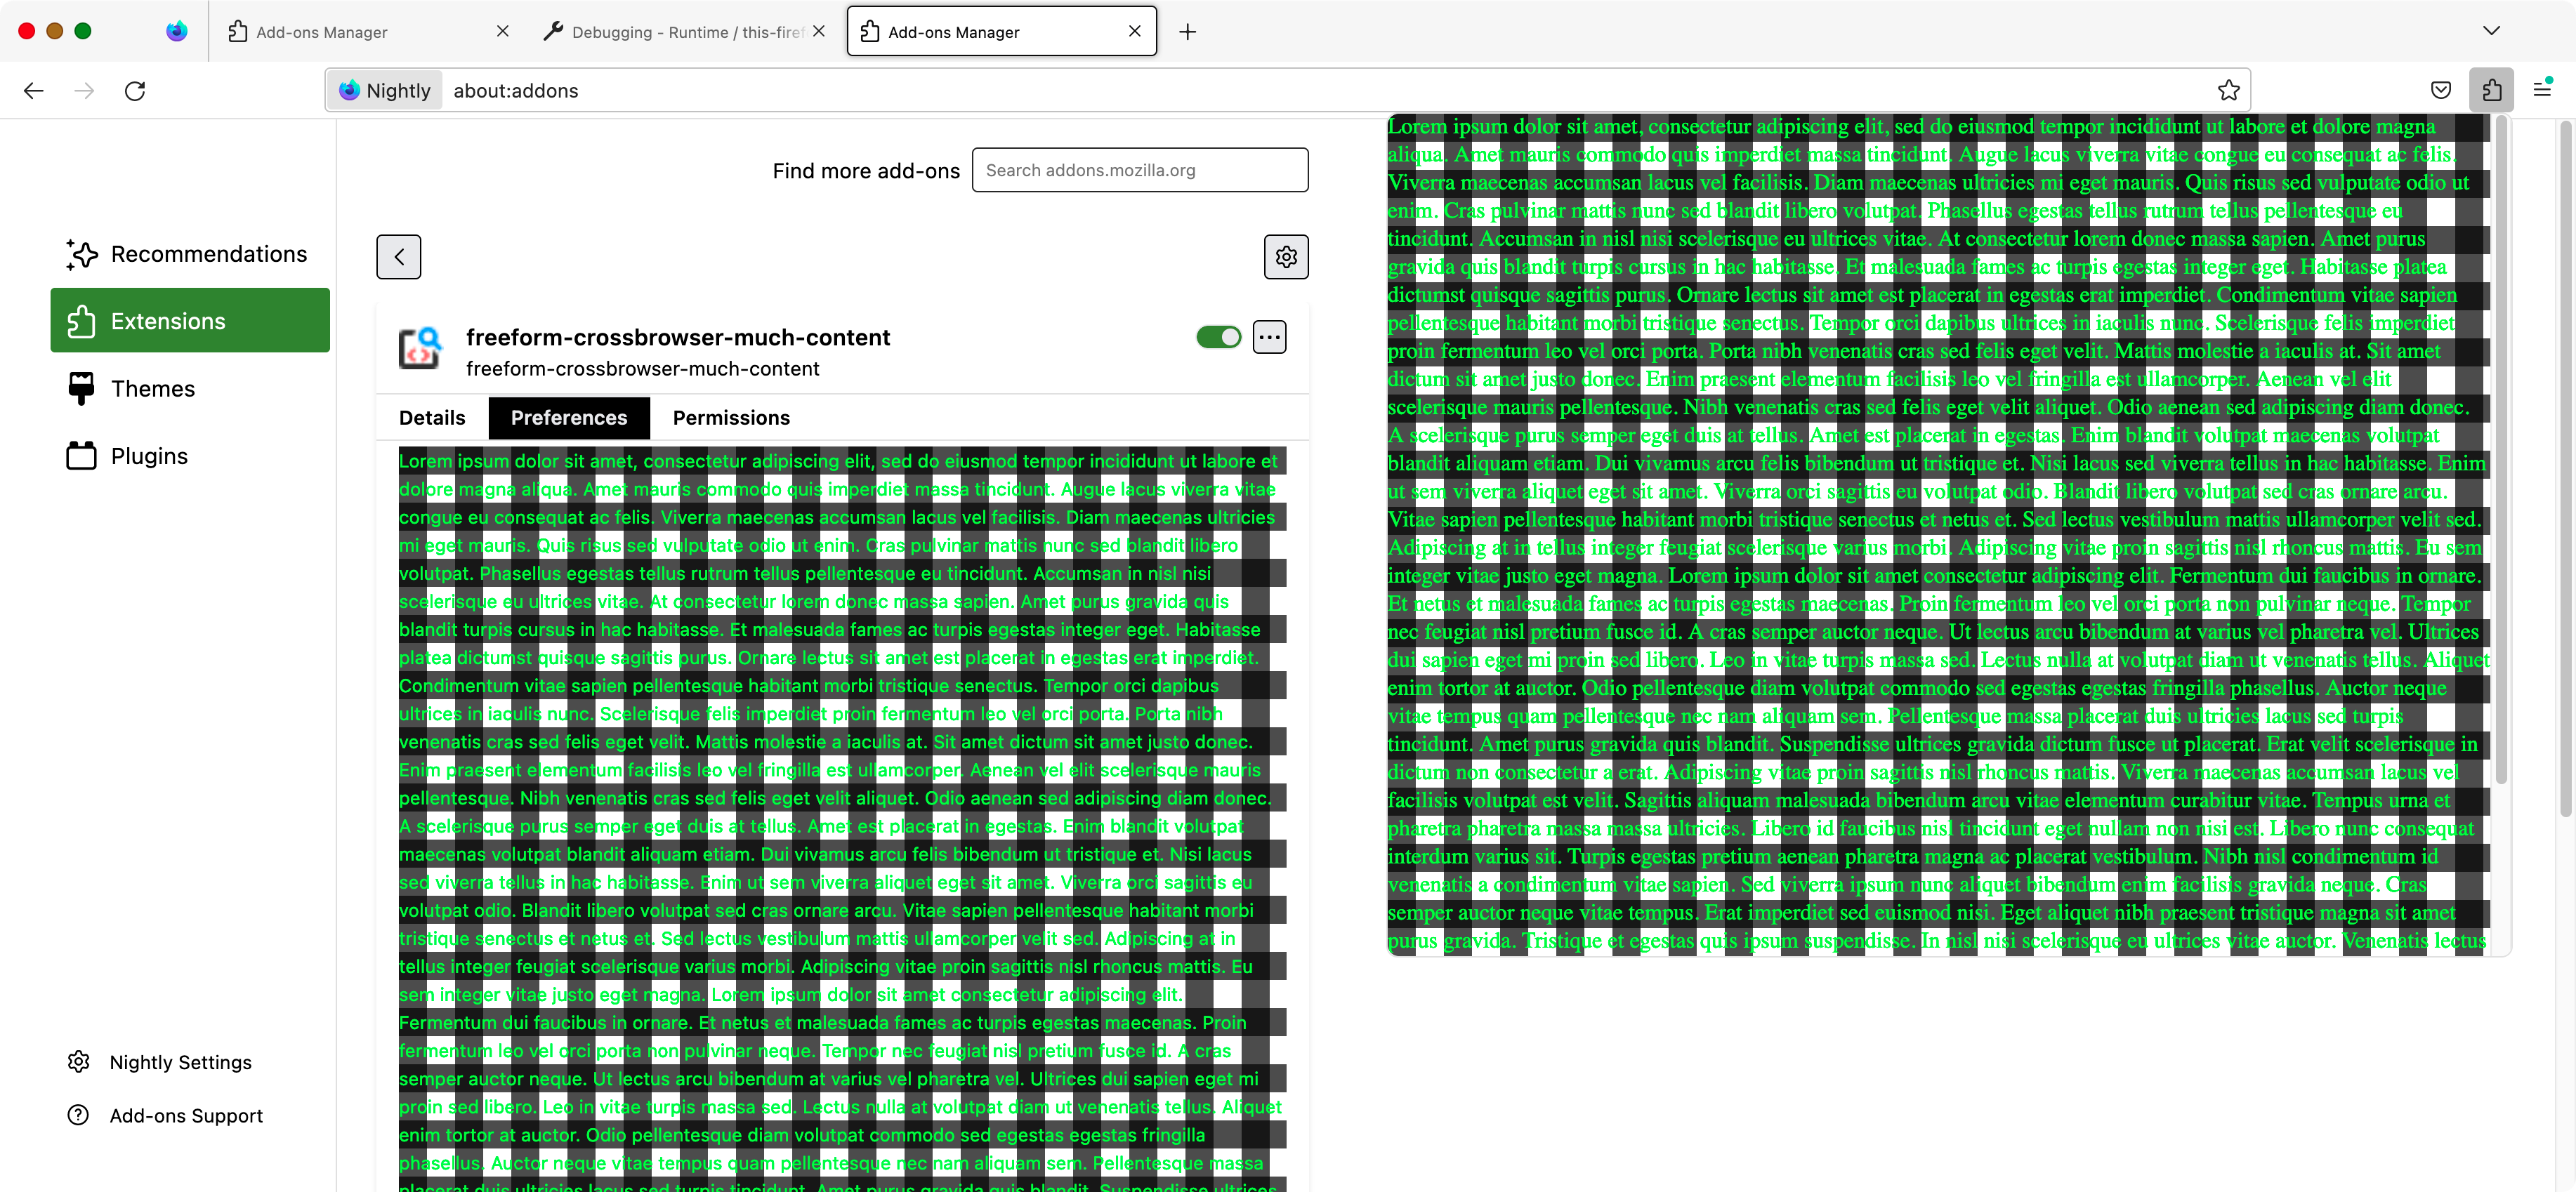 Add-ons Manager
Debugging - Runtime / this-firef
Add-ons Manager
Nightly
about:addons
Find more add-ons
Search addons.mozilla.org
Recommendations
Extensions
Themes
Plugins
Nightly Settings
Add-ons Support
freeform-crossbrowser-much-content
freeform-crossbrowser-much-content
Details
Preferences
Permissions
Lorem ipsum dolor sit amet, consectetur adipiscing elit, sed do eiusmod tempor incididunt ut labore et
dolore magna aliqua. Amet mauris commodo quis imperdiet massa tincidunt. Augue lacus viverra vitae
congue eu consequat ac felis. Viverra maecenas accumsan lacus vel facilisis. Diam maecenas ultricies
mi eget mauris. Quis risus sed vulputate odio ut enim. Cras pulvinar mattis nunc sed blandit libero
volutpat. Phasellus egestas tellus rutrum tellus pellentesque eu tincidunt. Accumsan in nisl nisi
scelerisque eu ultrices vitae. At consectetur lorem donec massa sapien. Amet purus gravida quis
blandit turpis cursus in hac habitasse. Et malesuada fames ac turpis egestas integer eget. Habitasse
platea dictumst quisque sagittis purus. Ornare lectus sit amet est placerat in egestas erat imperdiet.
Condimentum vitae sapien pellentesque habitant morbi tristique senectus. Tempor orci dapibus
ultrices in iaculis nunc. Scelerisque felis imperdiet proin fermentum leo vel orci porta. Porta nibh
venenatis cras sed felis eget velit. Mattis molestie a iaculis at. Sit amet dictum sit amet justo donec.
Enim praesent elementum facilisis leo vel fringilla est ullamcorper. Aenean vel elit scelerisque mauris
pellentesque. Nibh venenatis cras sed felis eget velit aliquet. Odio aenean sed adipiscing diam donec.
A scelerisque purus semper eget duis at tellus. Amet est placerat in egestas. Enim blandit volutpat
maecenas volutpat blandit aliquam etiam. Dui vivamus arcu felis bibendum ut tristique et. Nisi lacus
sed viverra tellus in hac habitasse. Enim ut sem viverra aliquet eget sit amet. Viverra orci sagittis eu
volutpat odio. Blandit libero volutpat sed cras ornare arcu. Vitae sapien pellentesque habitant morbi
tristique senectus et netus et. Sed lectus vestibulum mattis ullamcorper velit sed. Adipiscing at in
tellus integer feugiat scelerisque varius morbi. Adipiscing vitae proin sagittis nisl rhoncus mattis. Eu
sem integer vitae justo eget magna. Lorem ipsum dolor sit amet consectetur adipiscing elit.
Fermentum dui faucibus in ornare. Et netus et malesuada fames ac turpis egestas maecenas. Proin
fermentum leo vel orci porta non pulvinar neque. Tempor nec feugiat nisl pretium fusce id. A cras
semper auctor neque. Ut lectus arcu bibendum at varius vel pharetra vel. Ultrices dui sapien eget mi
proin sed libero. Leo in vitae turpis massa sed. Lectus nulla at volutpat diam ut venenatis tellus. Aliquet
enim tortor at auctor. Odio pellentesque diam volutpat commodo sed egestas egestas fringilla
phasellus. Auctor neque vitae tempus quam pellentesque nec nam aliquam sem. Pellentesque massa
placerat duis ultricies lacus sed turpis tincidunt. Amet purus gravida quis blandit. Suspendisse ultrices
Lorem ipsum dolor sit amet, consectetur adipiscing elit, sed do eiusmod tempor incididunt ut labore et dolore magna
aliqua. Amet mauris commodo quis imperdiet massa tincidunt. Augue lacus viverra vitae congue eu consequat ac felis.
Viverra maecenas accumsan lacus vel facilisis. Diam maecenas ultricies mi eget mauris. Quis risus sed vulputate odio ut
enim. Cras pulvinar mattis nunc sed blandit libero volutpat. Phasellus egestas tellus rutrum tellus pellentesque eu
tincidunt. Accumsan in nisl nisi scelerisque eu ultrices vitae. At consectetur lorem donec massa sapien. Amet purus
gravida quis blandit turpis cursus in hac habitasse. Et malesuada fames ac turpis egestas integer eget. Habitasse platea
dictumst quisque sagittis purus. Ornare lectus sit amet est placerat in egestas erat imperdiet. Condimentum vitae sapien
pellentesque habitant morbi tristique senectus. Tempor orci dapibus ultrices in iaculis nunc. Scelerisque felis imperdiet
proin fermentum leo vel orci porta. Porta nibh venenatis cras sed felis eget velit. Mattis molestie a iaculis at. Sit amet
dictum sit amet justo donec. Enim praesent elementum facilisis leo vel fringilla est ullamcorper. Aenean vel elit
scelerisque mauris pellentesque. Nibh venenatis cras sed felis eget velit aliquet. Odio aenean sed adipiscing diam donec.
A scelerisque purus semper eget duis at tellus. Amet est placerat in egestas. Enim blandit volutpat maecenas volutpat
blandit aliquam etiam. Dui vivamus arcu felis bibendum ut tristique et. Nisi lacus sed viverra tellus in hac habitasse. Enim
ut sem viverra aliquet eget sit amet. Viverra orci sagittis eu volutpat odio. Blandit libero volutpat sed cras ornare arcu.
Vitae sapien pellentesque habitant morbi tristique senectus et netus et. Sed lectus vestibulum mattis ullamcorper velit sed.
Adipiscing at in tellus integer feugiat scelerisque varius morbi. Adipiscing vitae proin sagittis nisl rhoncus mattis. Eu sem
integer vitae justo eget magna. Lorem ipsum dolor sit amet consectetur adipiscing elit. Fermentum dui faucibus in ornare.
Et netus et malesuada fames ac turpis egestas maecenas. Proin fermentum leo vel orci porta non pulvinar neque. Tempor
nec feugiat nisl pretium fusce id. A cras semper auctor neque. Ut lectus arcu bibendum at varius vel pharetra vel. Ultrices
dui sapien eget mi proin sed libero. Leo in vitae turpis massa sed. Lectus nulla at volutpat diam ut venenatis tellus. Aliquet
enim tortor at auctor. Odio pellentesque diam volutpat commodo sed egestas egestas fringilla phasellus. Auctor neque
vitae tempus quam pellentesque nec nam aliquam sem. Pellentesque massa placerat duis ultricies lacus sed turpis
tincidunt. Amet purus gravida quis blandit. Suspendisse ultrices gravida dictum fusce ut placerat. Erat velit scelerisque in
dictum non consectetur a erat. Adipiscing vitae proin sagittis nisl rhoncus mattis. Viverra maecenas accumsan lacus vel
facilisis volutpat est velit. Sagittis aliquam malesuada bibendum arcu vitae elementum curabitur vitae. Tempus urna et
pharetra pharetra massa massa ultricies. Libero id faucibus nisl tincidunt eget nullam non nisi est. Libero nunc consequat
interdum varius sit. Turpis egestas pretium aenean pharetra magna ac placerat vestibulum. Nibh nisl condimentum id
venenatis a condimentum vitae sapien. Sed viverra ipsum nunc aliquet bibendum enim facilisis gravida neque. Cras
semper auctor neque vitae tempus. Erat imperdiet sed euismod nisi. Eget aliquet nibh praesent tristique magna sit amet
purus gravida. Tristique et egestas quis ipsum suspendisse. In nisl nisi scelerisque eu ultrices vitae auctor. Venenatis lectus